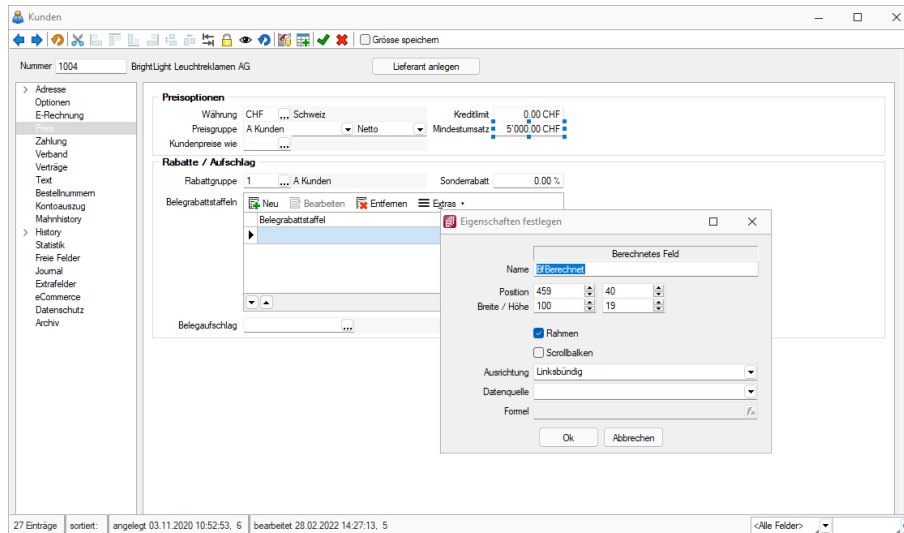 Kunden
Grösse speichern
Nummer 1004 BrightLight Leuchtreklamen AG Lieferant anlegen
Adresse
Optionen
E-Rechnung
Preis
Zahlung
Verband
Verträge
Text
Bestellnummern
Kontoauszug
Mahnhistory
History
Statistik
Freie Felder
Journal
Extrafelder
eCommerce
Datenschutz
Archiv
Preisoptionen
Währung CHF ... Schweiz Kreditlimit 0.00 CHF
Preisgruppe A Kunden Netto Mindestumsatz 5'000.00 CHF
Kundenpreise wie ...
Rabatte / Aufschlag
Rabattgruppe 1 ... A Kunden Sonderrabatt 0.00 %
Belegrabattstaffeln Neu Bearbeiten Entfernen Extras
Belegrabattstaffel
Belegaufschlag ...
Eigenschaften festlegen
Berechnetes Feld
Name BfBerechnet
Position 459 40
Breite / Höhe 100 19
Rahmen
Scrollbalken
Ausrichtung Linksbündig
Datenquelle
Formel fx
Ok Abbrechen
27 Einträge sortiert: angelegt 03.11.2020 10:52:53, 6 bearbeitet 28.02.2022 14:27:13, 5 <Alle Felder>